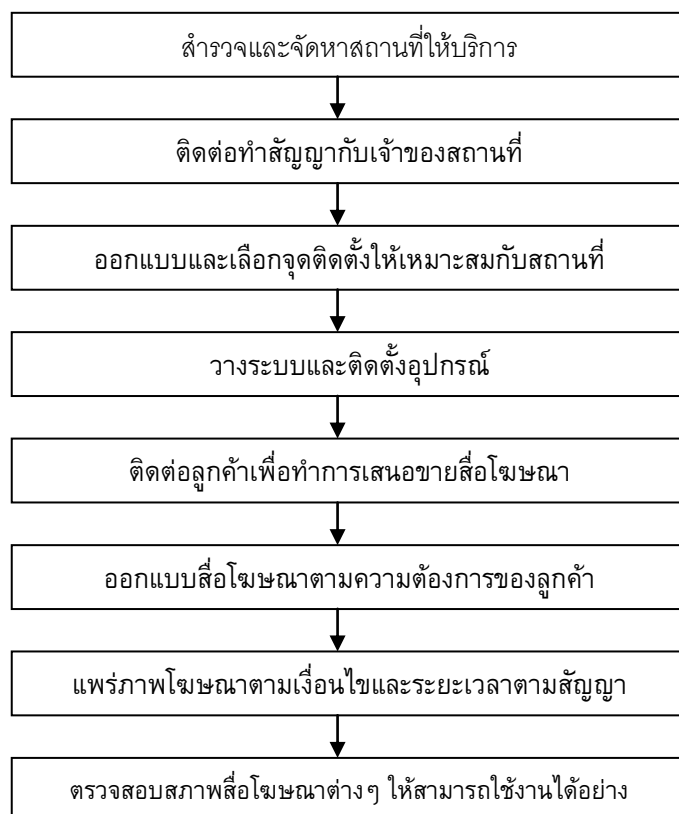 สำรวจและจัดหาสถานที่ให้บริการ
ติดต่อทำสัญญากับเจ้าของสถานที่
ออกแบบและเลือกจุดติดตั้งให้เหมาะสมกับสถานที่
วางระบบและติดตั้งอุปกรณ์
ติดต่อลูกค้าเพื่อทำการเสนอขายสื่อโฆษณา
ออกแบบสื่อโฆษณาตามความต้องการของลูกค้า
แพร่ภาพโฆษณาตามเงื่อนไขและระยะเวลาตามสัญญา
ตรวจสอบสภาพสื่อโฆษณาต่างๆ ให้สามารถใช้งานได้อย่าง